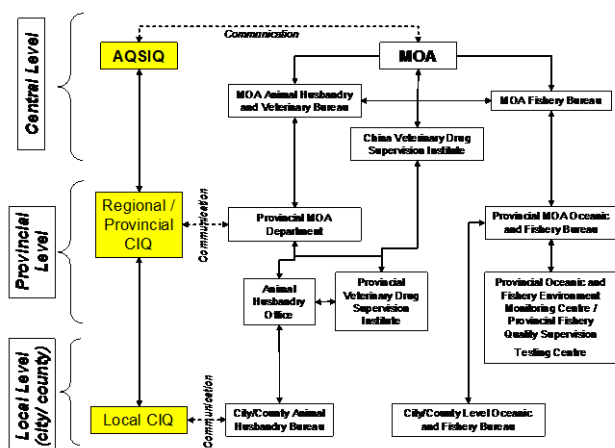 Communication
AQSIQ
MOA
Central Level
MOA Animal Husbandry
and Veterinary Bureau
MOA Fishery Bureau
China Veterinary Drug
Supervision Institute
Provincial
Level
Regional /
Provincial
CIQ
Communication
Provincial MOA
Department
Provincial MOA Oceanic
and Fishery Bureau
Animal
Husbandry
Office
Provincial
Veterinary Drug
Supervision
Institute
Provincial Oceanic and
Fishery Environment
Monitoring Centre /
Provincial Fishery
Quality Supervision
Testing Centre
Local Level
(city/ county)
Local CIQ
Communication
City/County Animal
Husbandry Bureau
City/County Level Oceanic
and Fishery Bureau